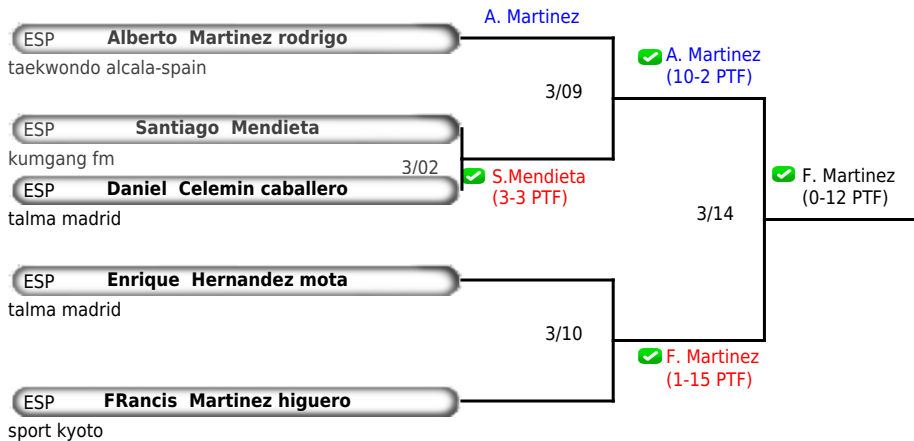 A. Martinez
ESP Alberto Martinez rodrigo
taekwondo alcala-spain
A. Martinez
(10-2 PTF)
3/09
ESP Santiago Mendieta
kumgang fm
3/02
S.Mendieta
(3-3 PTF)
ESP Daniel Celemin caballero
talma madrid
F. Martinez
(0-12 PTF)
3/14
ESP Enrique Hernandez mota
talma madrid
3/10
F. Martinez
(1-15 PTF)
ESP FRancis Martinez higuero
sport kyoto